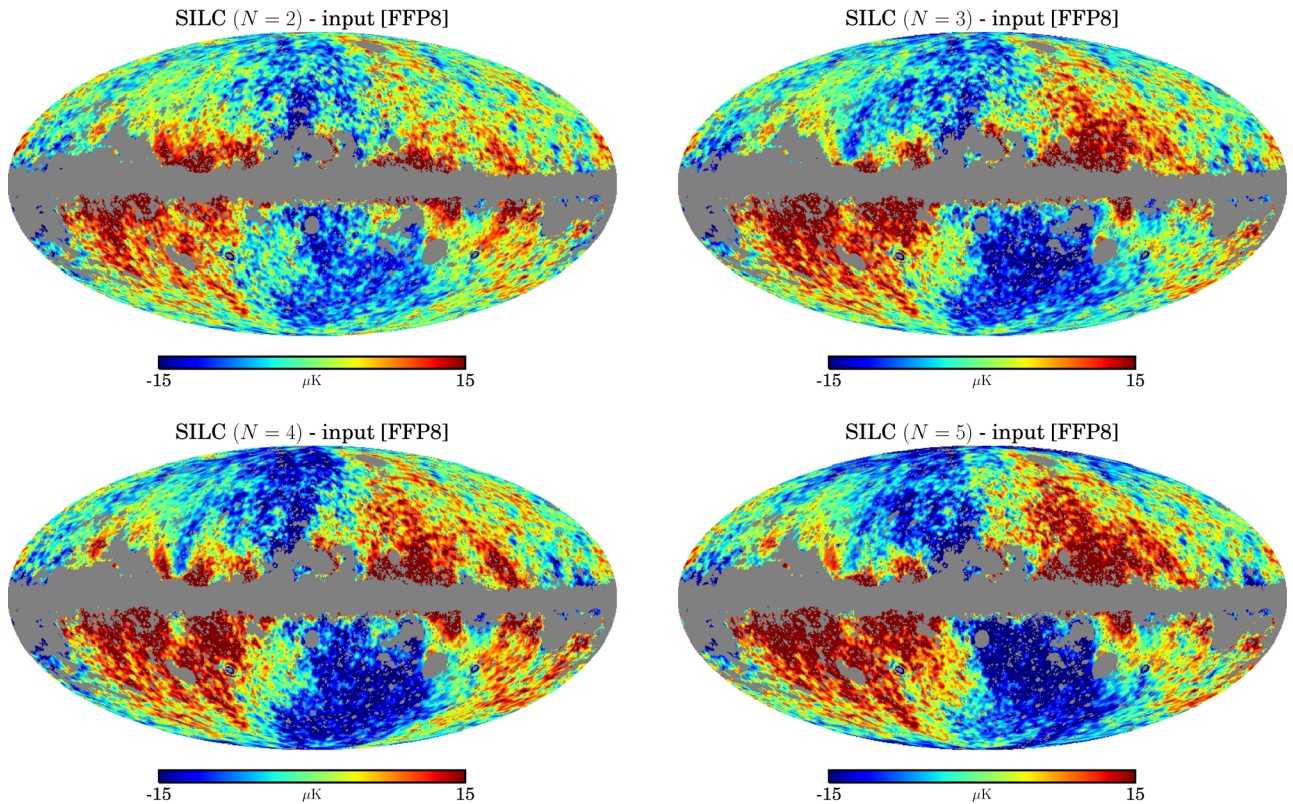 SILC (N = 2) - input [FFP8]
SILC (N = 3) - input [FFP8]
-15 μK 15
-15 μK 15
SILC (N = 4) - input [FFP8]
SILC (N = 5) - input [FFP8]
-15 μK 15
-15 μK 15